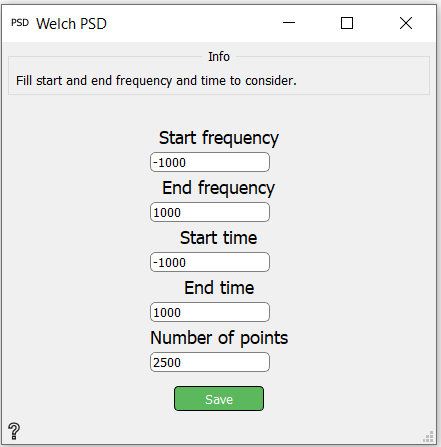 PSD Welch PSD
Info
Fill start and end frequency and time to consider.
Start frequency
-1000
End frequency
1000
Start time
-1000
End time
1000
Number of points
2500
Save
?